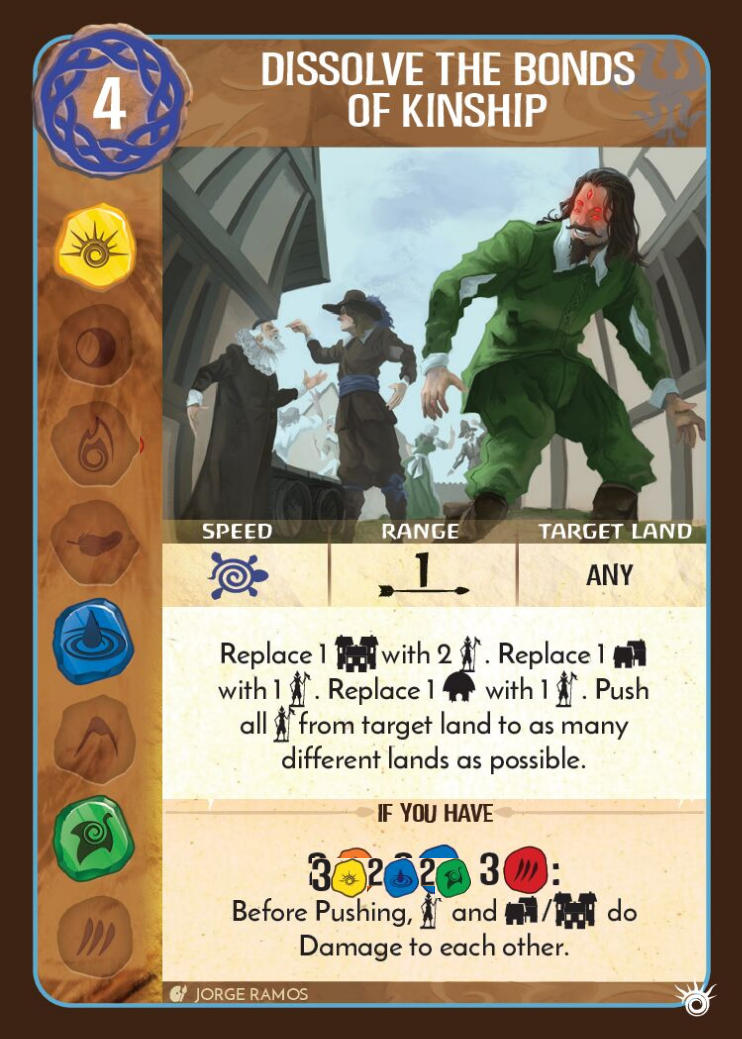 4
DISSOLVE THE BONDS
OF KINSHIP
SPEED RANGE TARGET LAND
1 ANY
Replace 1 with 2 . Replace 1
with 1 . Replace 1 with 1 . Push
all from target land to as many
different lands as possible.
IF YOU HAVE
3 2 2 3 :
Before Pushing, and / do
Damage to each other.
JORGE RAMOS